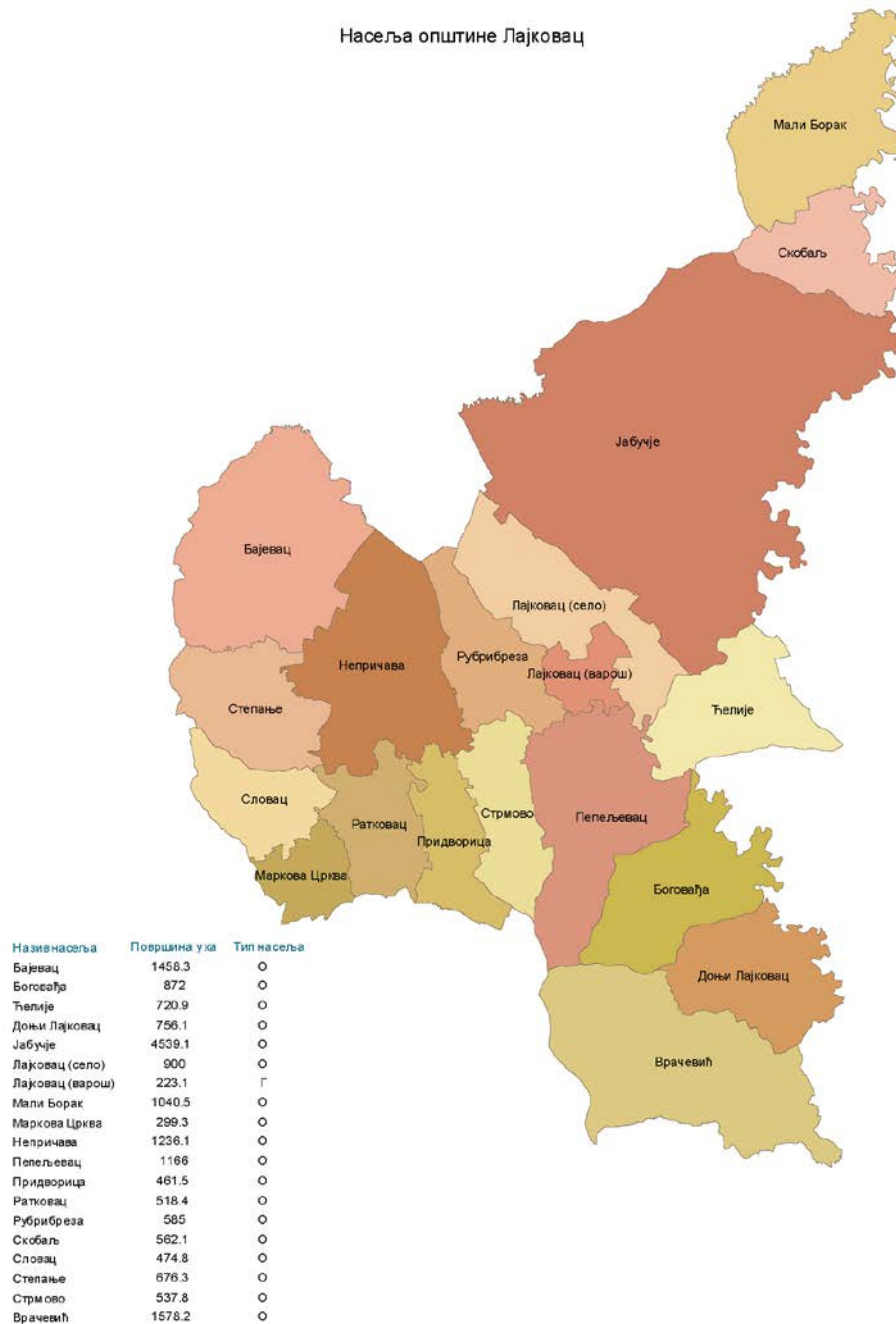 Насеља општине Лајковац
Мали Борак
Скобаљ
Јабучје
Бајевац
Лајковац (село)
Рубрибреза
Непричава
Лајковац (варош)
Степање
Ћелије
Словац
Стрмово
Ратковац
Пепељевац
Придворица
Маркова Црква
Боговађа
Доњи Лајковац
Врачевић
Назив насеља Површина у ха Тип насеља
Бајевац 1458.3 О
Боговађа 872 О
Ћелије 720.9 О
Доњи Лајковац 756.1 О
Јабучје 4539.1 О
Лајковац (село) 900 О
Лајковац (варош) 223.1 Г
Мали Борак 1040.5 О
Маркова Црква 299.3 О
Непричава 1236.1 О
Пепељевац 1166 О
Придворица 461.5 О
Ратковац 518.4 О
Рубрибреза 585 О
Скобаљ 562.1 О
Словац 474.8 О
Степање 676.3 О
Стрмово 537.8 О
Врачевић 1578.2 О